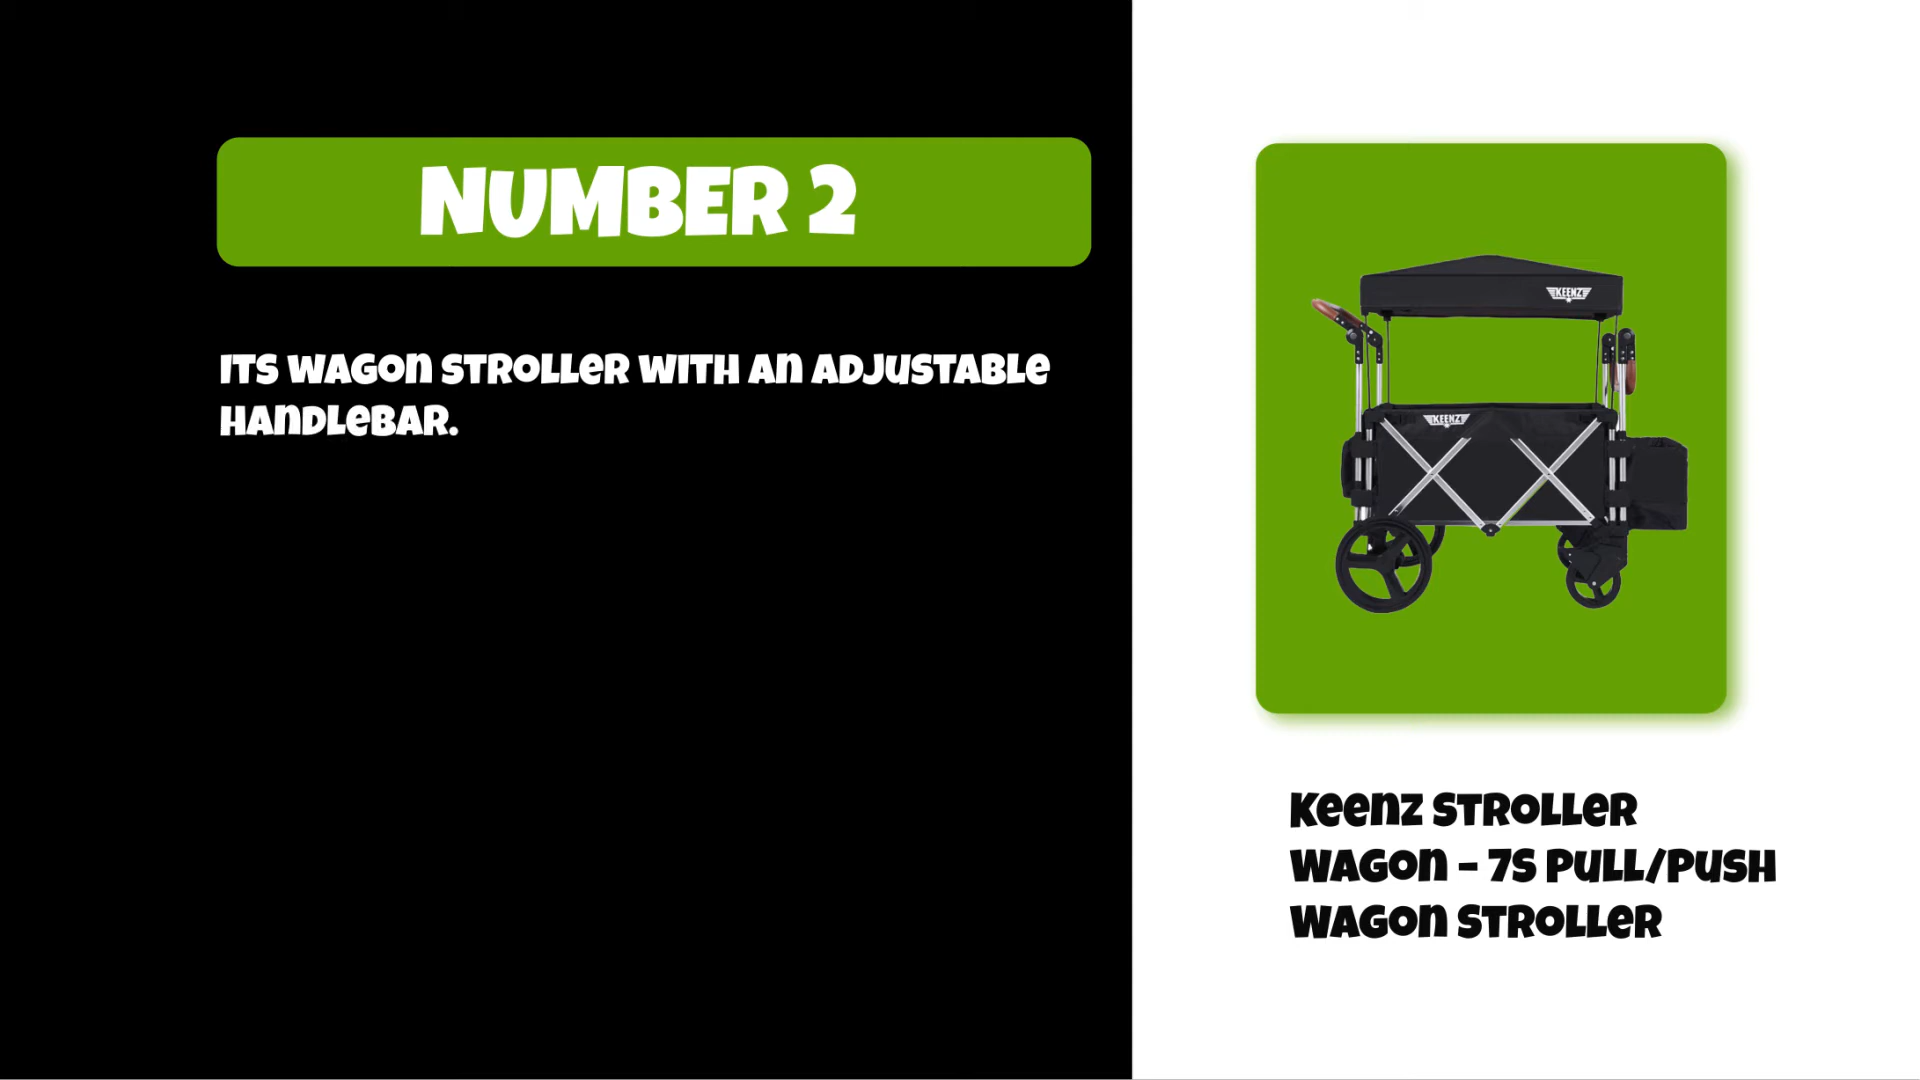 NUMBER 2
ITS WAGON STROLLER WITH AN ADJUSTABLE
HANDLEBAR.
KEENZ
KEENZ
KEENZ STROLLER
WAGON – 7S PULL/PUSH
WAGON STROLLER